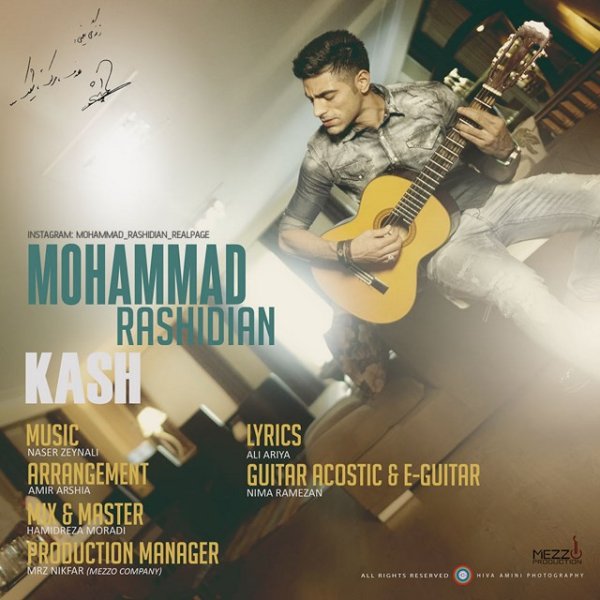 INSTAGRAM: MOHAMMAD_RASHIDIAN_REALPAGE
MOHAMMAD
RASHIDIAN
KASH
MUSIC
NASER ZEYNALI
ARRANGEMENT
AMIR ARSHIA
MIX & MASTER
HAMIDREZA MORADI
PRODUCTION MANAGER
MRZ NIKFAR (MEZZO COMPANY)
LYRICS
ALI ARIYA
GUITAR ACOSTIC & E-GUITAR
NIMA RAMEZAN
MEZZO
PRODUCTION
ALL RIGHTS RESERVED
HIVA AMINI PHOTOGRAPHY